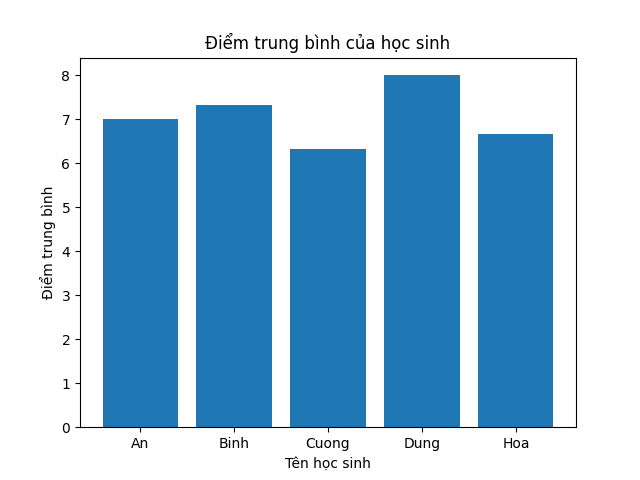 Điểm trung bình của học sinh
Điểm trung bình
8
7
6
5
4
3
2
1
0
An
Binh
Cuong
Dung
Hoa
Tên học sinh